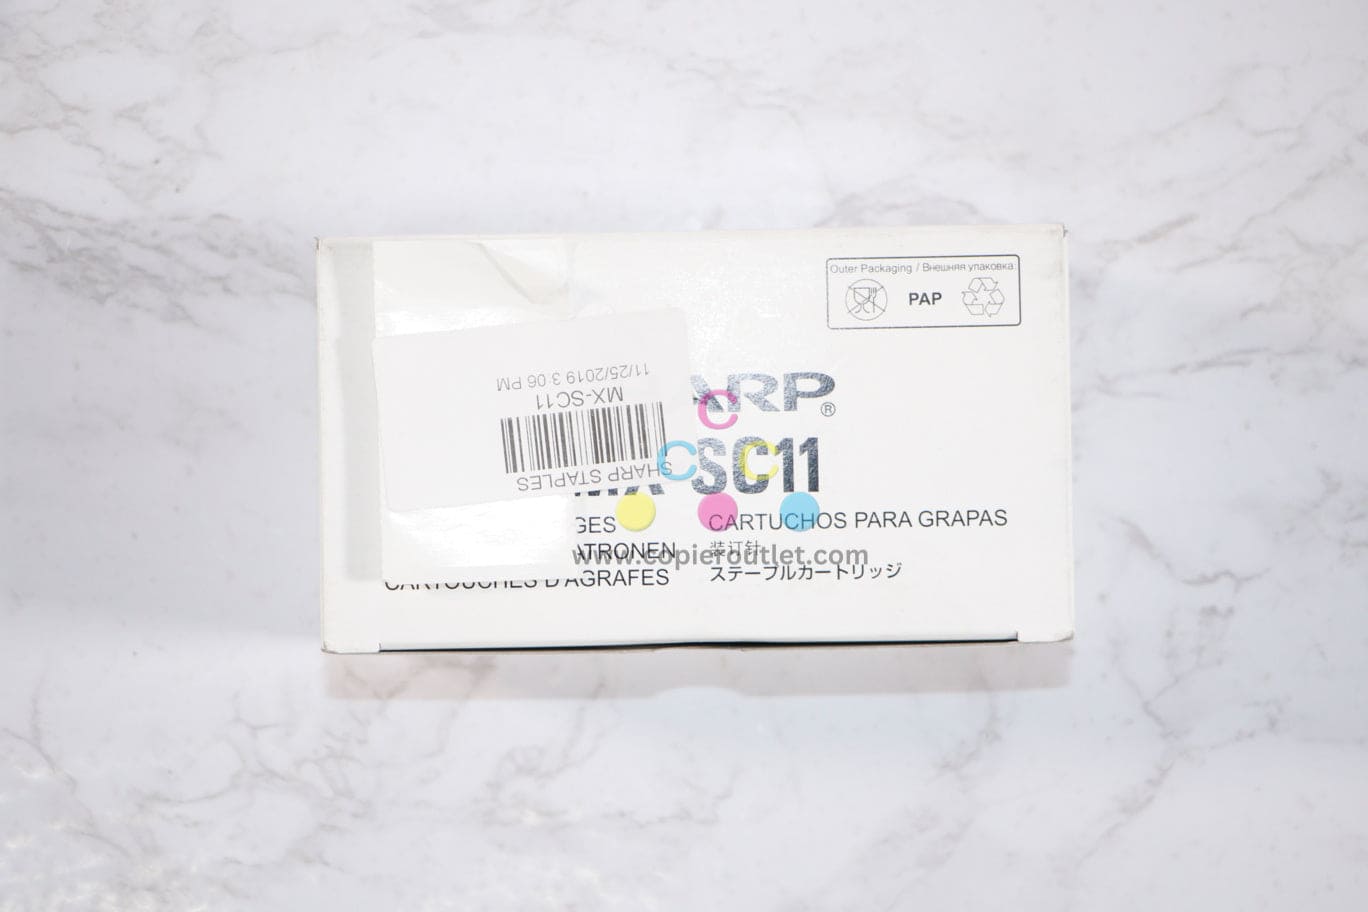 Outer Packaging / Внешняя упаковка:
PAP
ARP®
MX-SC11
GES
CARTUCHOS PARA GRAPAS
ATRONEN
装订针
CARTOUCHES D'AGRAFES
ステープルカートリッジ
SHARP STAPLES
MX-SC11
11/25/2019 3:06 PM
C
C C
www.copieroutlet.com